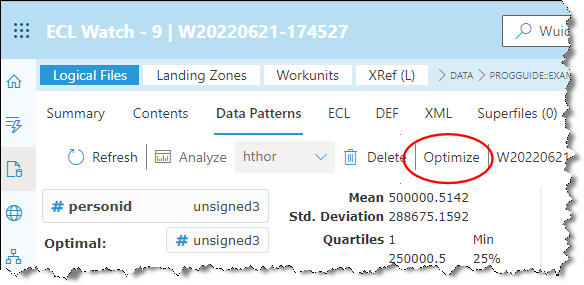 ECL Watch - 9 | W20220621-174527
Wuid
Logical Files Landing Zones Workunits XRef (L) > DATA > PROGGUIDE::EXAM
Summary Contents Data Patterns ECL DEF XML Superfiles (0)
Refresh Analyze hthor Delete Optimize W20220621
# personid unsigned3
Mean 500000.5142
Std. Deviation 288675.1592
Optimal: # unsigned3
Quartiles 1 Min
250000.5 25%